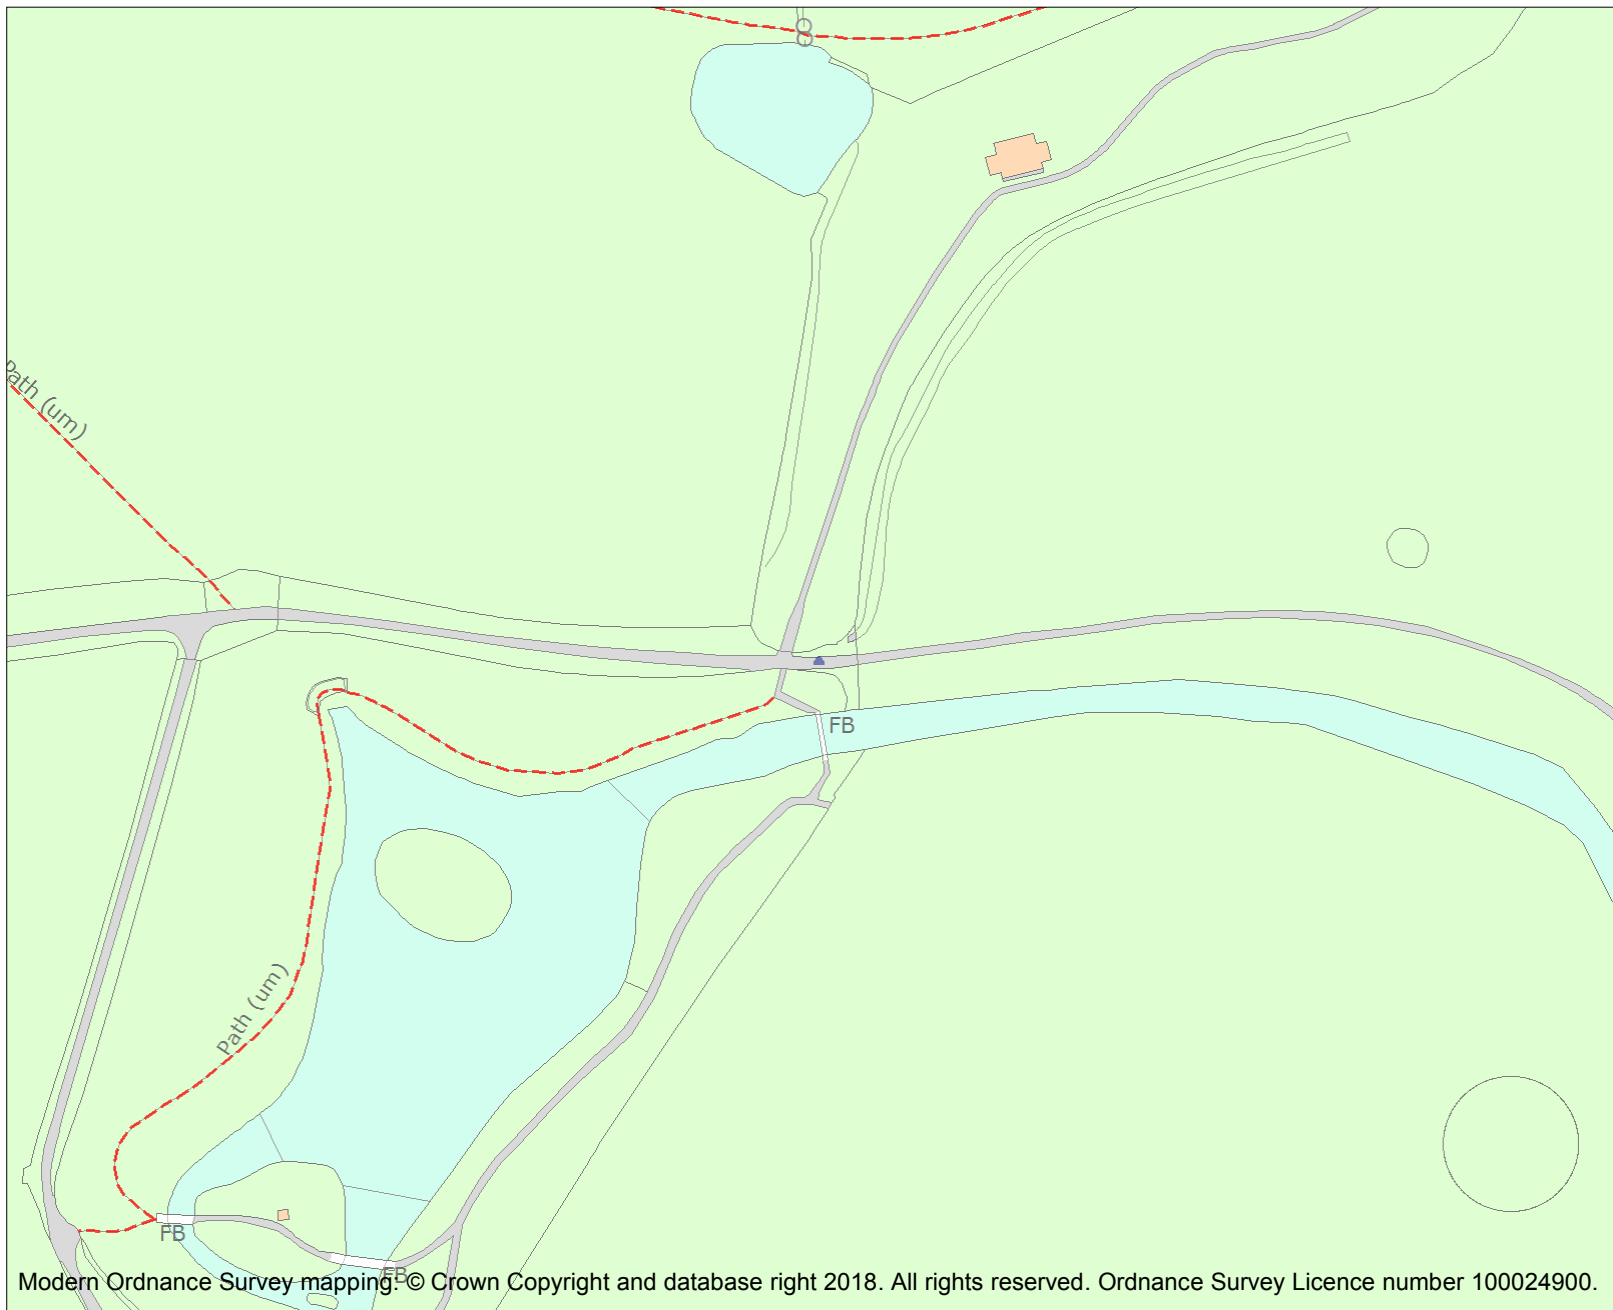 Path (um)
FB
Path (um)
FB
FB
Modern Ordnance Survey mapping: © Crown Copyright and database right 2018. All rights reserved. Ordnance Survey Licence number 100024900.